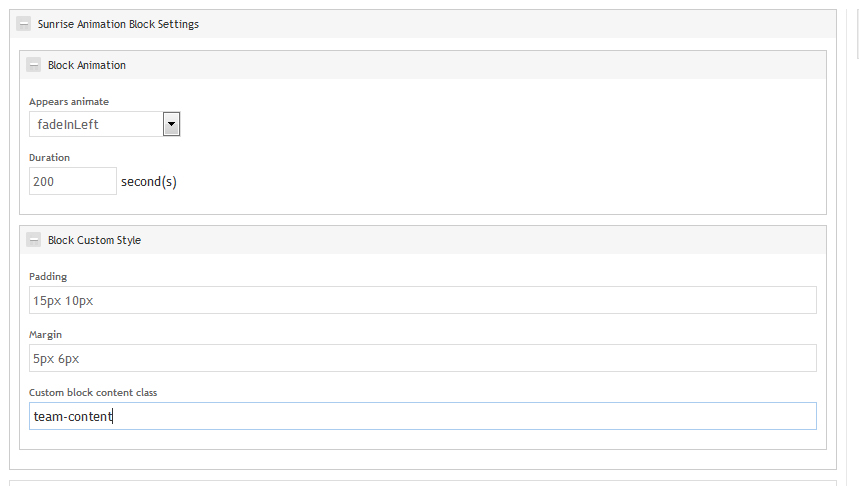 Sunrise Animation Block Settings
Block Animation
Appears animate
fadeInLeft
Duration
200 second(s)
Block Custom Style
Padding
15px 10px
Margin
5px 6px
Custom block content class
team-content